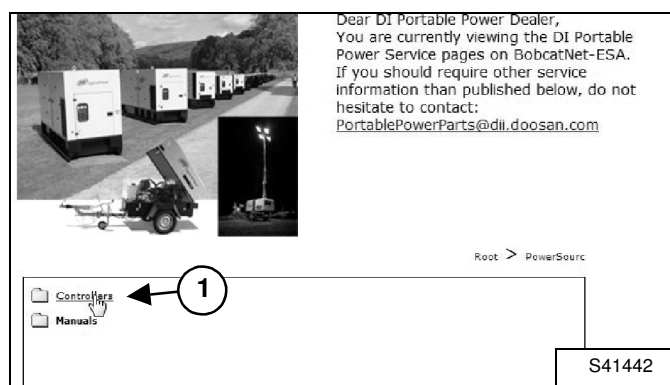 Dear DI Portable Power Dealer,
You are currently viewing the DI Portable
Power Service pages on BobcatNet-ESA.
If you should require other service
information than published below, do not
hesitate to contact:
PortablePowerParts@dii.doosan.com
Root > PowerSourc
Controllers
1
Manuals
S41442